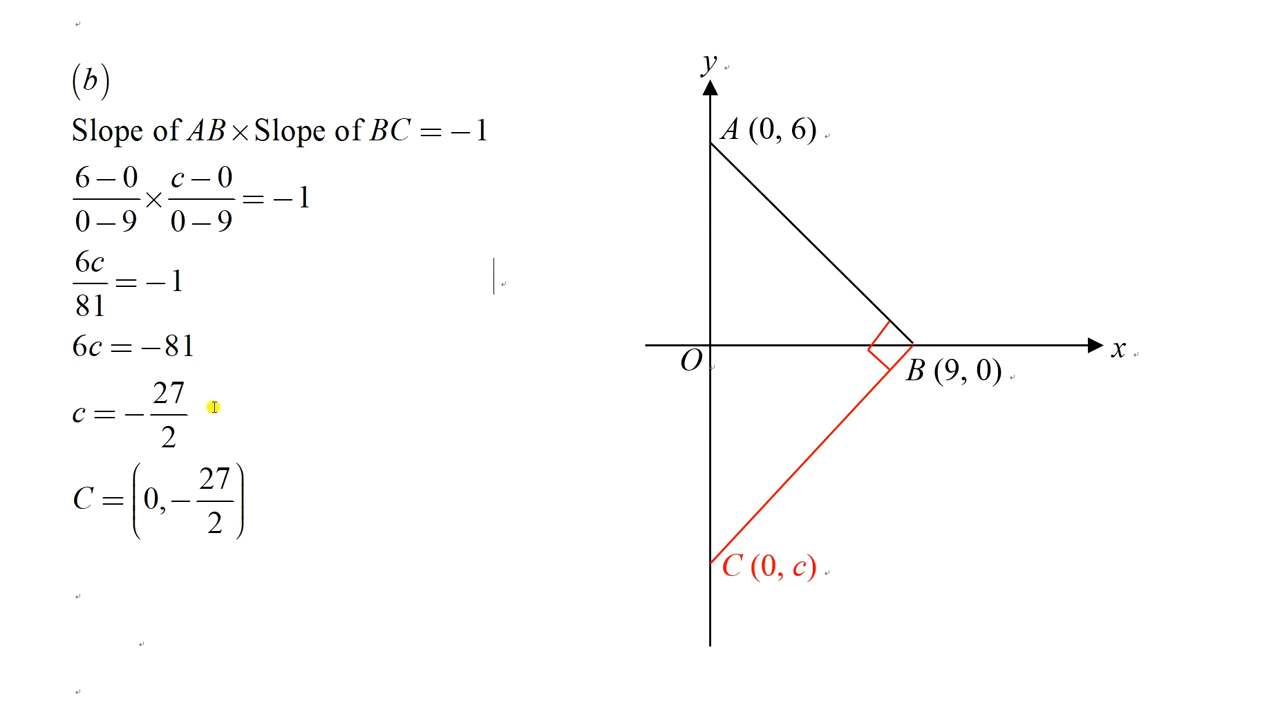 (b)
Slope of AB × Slope of BC = −1
6−0/0−9 × c−0/0−9 = −1
6c/81 = −1
6c = −81
c = −27/2
C = (0, −27/2)
y
A (0, 6)
O
x
B (9, 0)
C (0, c)